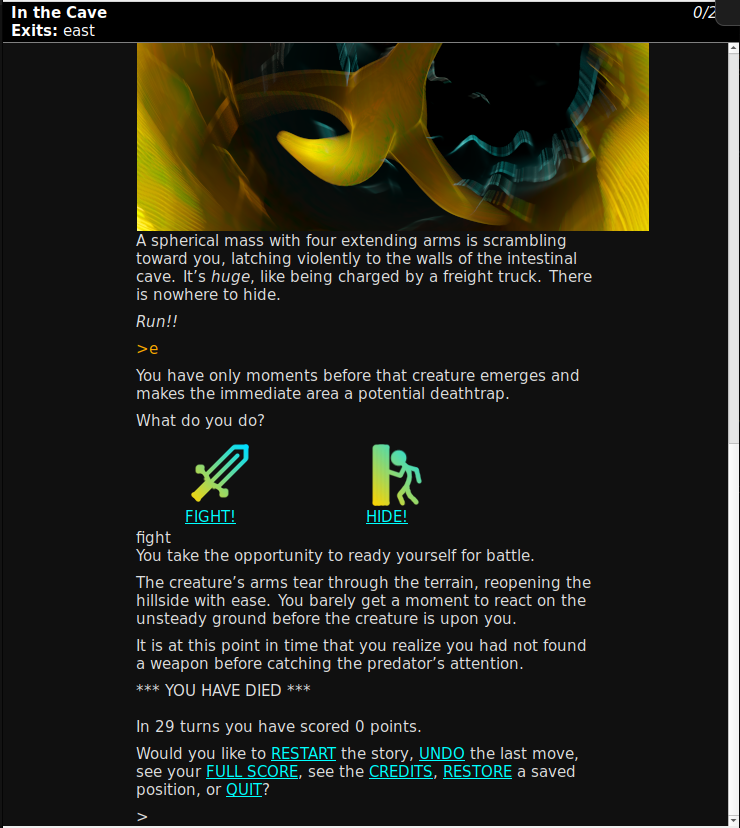 In the Cave
0/2
Exits: east
A spherical mass with four extending arms is scrambling
toward you, latching violently to the walls of the intestinal
cave. It’s huge, like being charged by a freight truck. There
is nowhere to hide.
Run!!
>e
You have only moments before that creature emerges and
makes the immediate area a potential deathtrap.
What do you do?
FIGHT! HIDE!
fight
You take the opportunity to ready yourself for battle.
The creature’s arms tear through the terrain, reopening the
hillside with ease. You barely get a moment to react on the
unsteady ground before the creature is upon you.
It is at this point in time that you realize you had not found
a weapon before catching the predator’s attention.
*** YOU HAVE DIED ***
In 29 turns you have scored 0 points.
Would you like to RESTART the story, UNDO the last move,
see your FULL SCORE, see the CREDITS, RESTORE a saved
position, or QUIT?
>